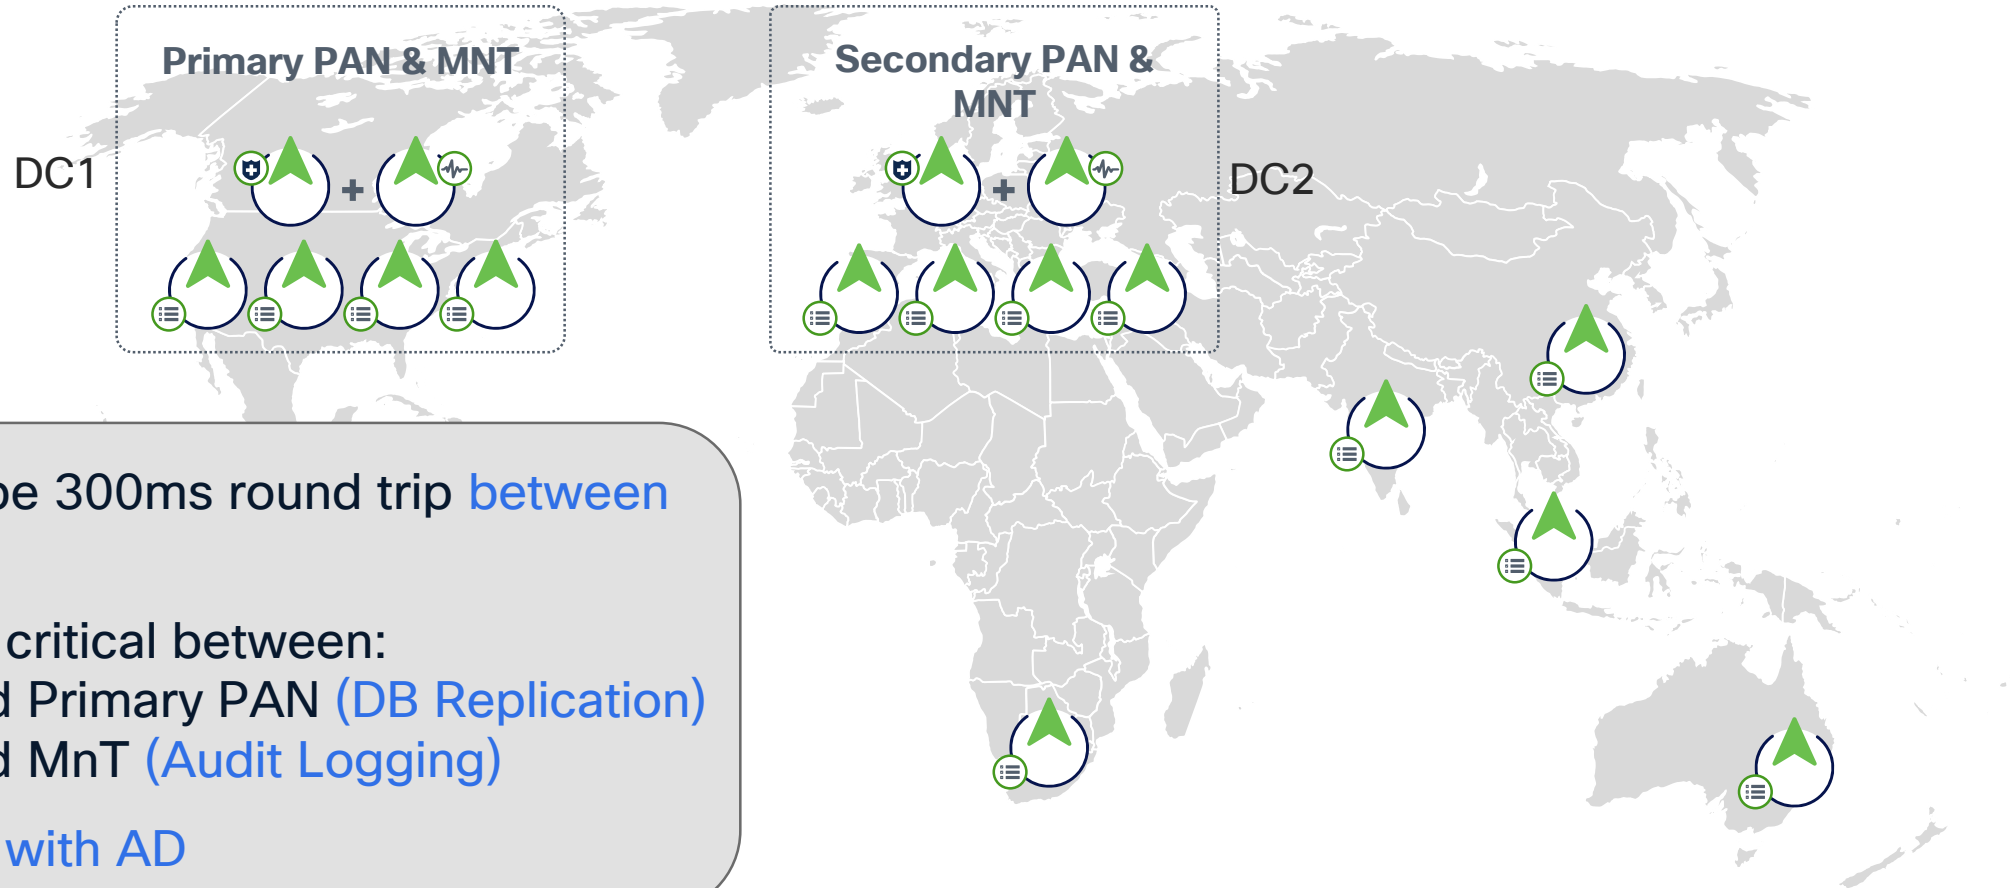 Primary PAN & MNT
Secondary PAN &
MNT
DC1
DC2
be 300ms round trip between
critical between:
d Primary PAN (DB Replication)
d MnT (Audit Logging)
with AD